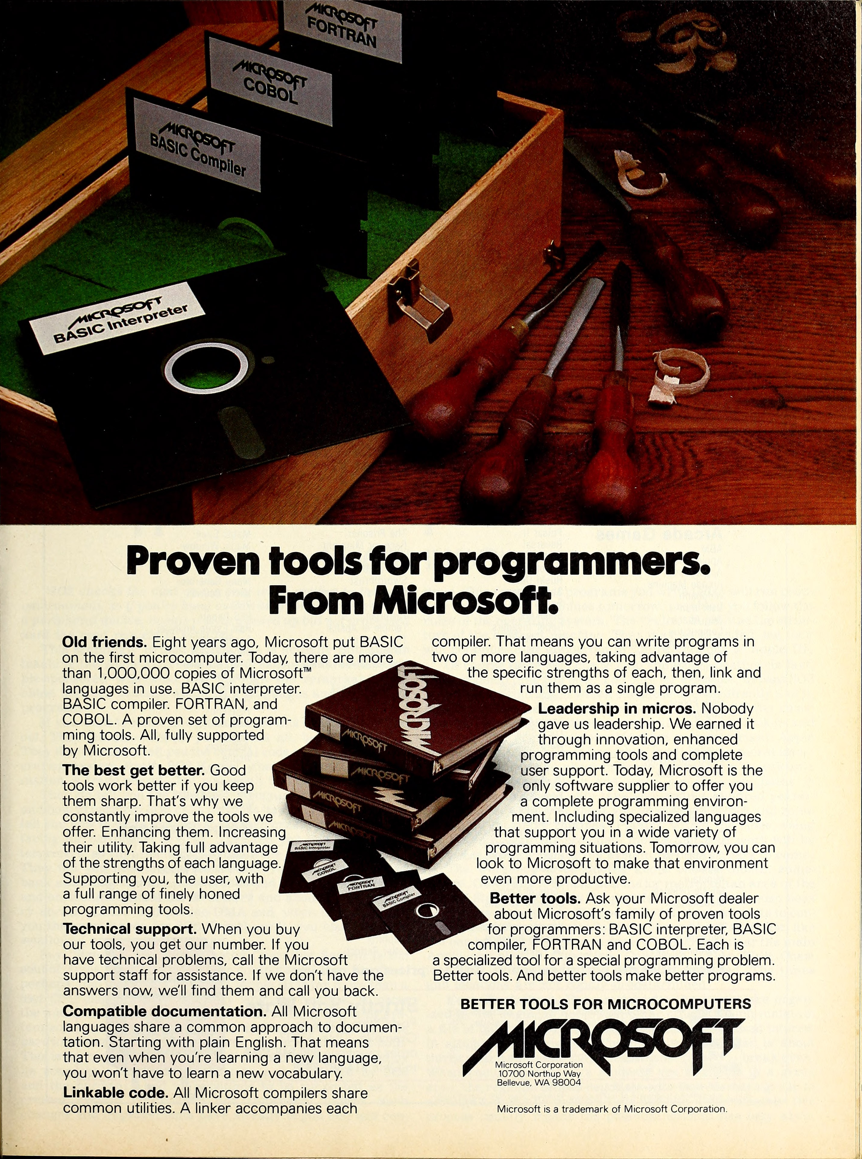 MICROSOFT
FORTRAN
MICROSOFT
COBOL
MICROSOFT
BASIC Compiler
MICROSOFT
BASIC Interpreter
Proven tools for programmers.
From Microsoft.
Old friends. Eight years ago, Microsoft put BASIC
on the first microcomputer. Today, there are more
than 1,000,000 copies of Microsoft™
languages in use. BASIC interpreter.
BASIC compiler. FORTRAN, and
COBOL. A proven set of program-
ming tools. All, fully supported
by Microsoft.
The best get better. Good
tools work better if you keep
them sharp. That's why we
constantly improve the tools we
offer. Enhancing them. Increasing
their utility. Taking full advantage
of the strengths of each language.
Supporting you, the user, with
a full range of finely honed
programming tools.
Technical support. When you buy
our tools, you get our number. If you
have technical problems, call the Microsoft
support staff for assistance. If we don't have the
answers now, we'll find them and call you back.
Compatible documentation. All Microsoft
languages share a common approach to documen-
tation. Starting with plain English. That means
that even when you're learning a new language,
you won't have to learn a new vocabulary.
Linkable code. All Microsoft compilers share
common utilities. A linker accompanies each
MICROSOFT
MICROSOFT
MICROSOFT
MICROSOFT
MICROSOFT
MICROSOFT
BASIC Interpreter
MICROSOFT
COBOL
MICROSOFT
FORTRAN
MICROSOFT
BASIC Compiler
compiler. That means you can write programs in
two or more languages, taking advantage of
the specific strengths of each, then, link and
run them as a single program.
Leadership in micros. Nobody
gave us leadership. We earned it
through innovation, enhanced
programming tools and complete
user support. Today, Microsoft is the
only software supplier to offer you
a complete programming environ-
ment. Including specialized languages
that support you in a wide variety of
programming situations. Tomorrow, you can
look to Microsoft to make that environment
even more productive.
Better tools. Ask your Microsoft dealer
about Microsoft's family of proven tools
for programmers: BASIC interpreter, BASIC
compiler, FORTRAN and COBOL. Each is
a specialized tool for a special programming problem.
Better tools. And better tools make better programs.
BETTER TOOLS FOR MICROCOMPUTERS
MICROSOFT
Microsoft Corporation
10700 Northup Way
Bellevue, WA 98004
Microsoft is a trademark of Microsoft Corporation.